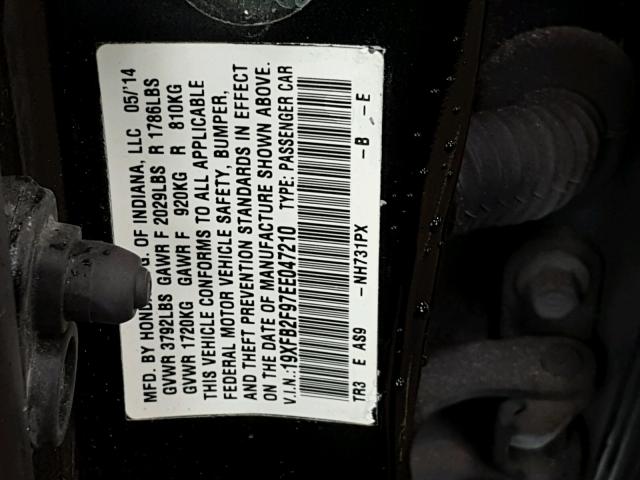 MFD. BY HOND G. OF INDIANA, LLC 05/'14
GVWR 3792LBS GAWR F 2029LBS R 1786LBS
GVWR 1720KG GAWR F 920KG R 810KG
THIS VEHICLE CONFORMS TO ALL APPLICABLE
FEDERAL MOTOR VEHICLE SAFETY, BUMPER,
AND THEFT PREVENTION STANDARDS IN EFFECT
ON THE DATE OF MANUFACTURE SHOWN ABOVE.
V.I.N.:19XFB2F97EE047210 TYPE: PASSENGER CAR
TR3 E AS9 -NH731PX -B -E